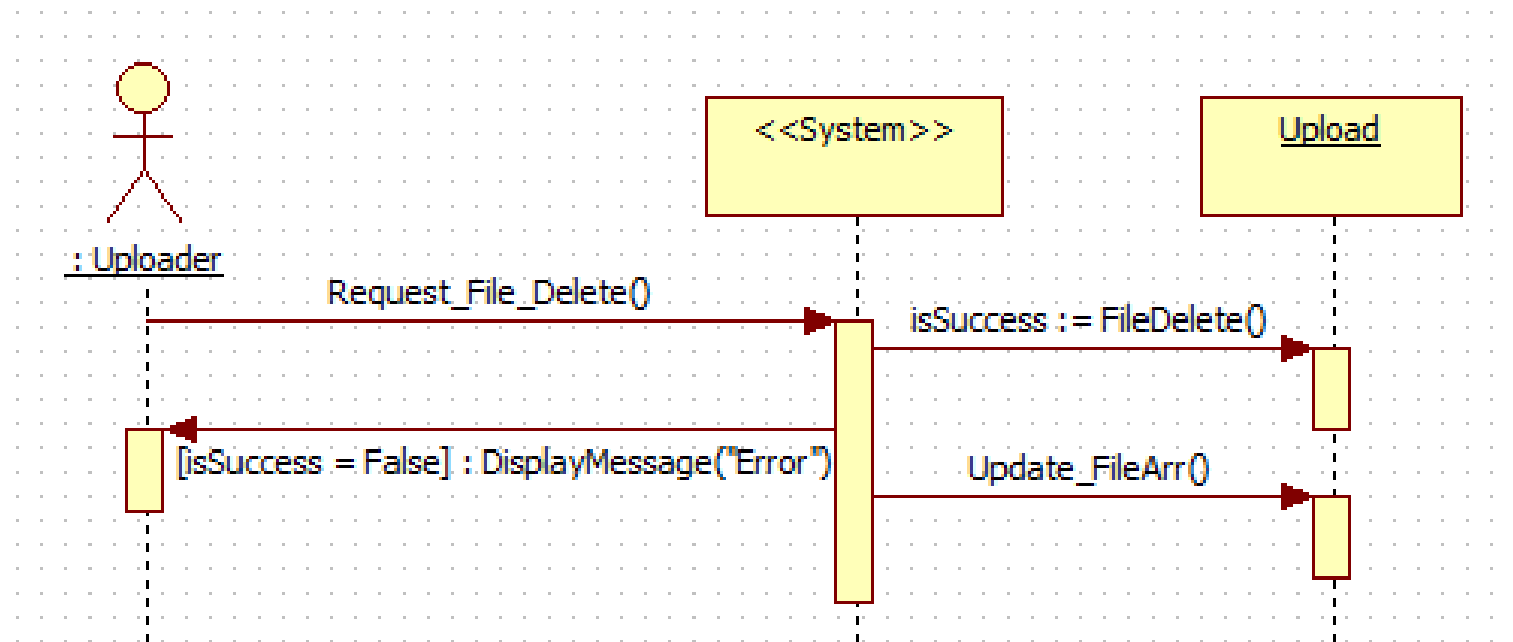 <<System>>
Upload
: Uploader
Request_File_Delete()
isSuccess := FileDelete()
[isSuccess = False] : DisplayMessage("Error")
Update_FileArr()